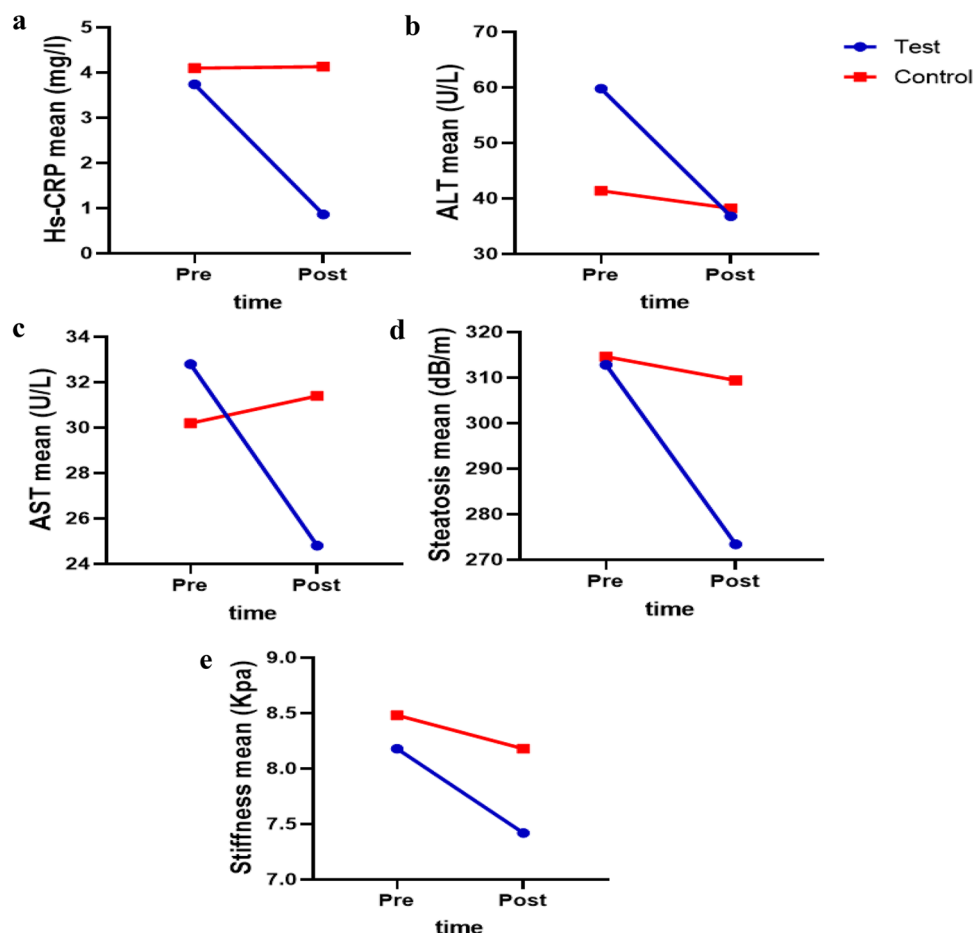 a
Hs-CRP mean (mg/l)
5
4
3
2
1
0
Pre
Post
time
b
ALT mean (U/L)
70
60
50
40
30
Pre
Post
time
Test
Control
c
AST mean (U/L)
34
32
30
28
26
24
Pre
Post
time
d
Steatosis mean (dB/m)
320
310
300
290
280
270
Pre
Post
time
e
Stiffness mean (Kpa)
9.0
8.5
8.0
7.5
7.0
Pre
Post
time